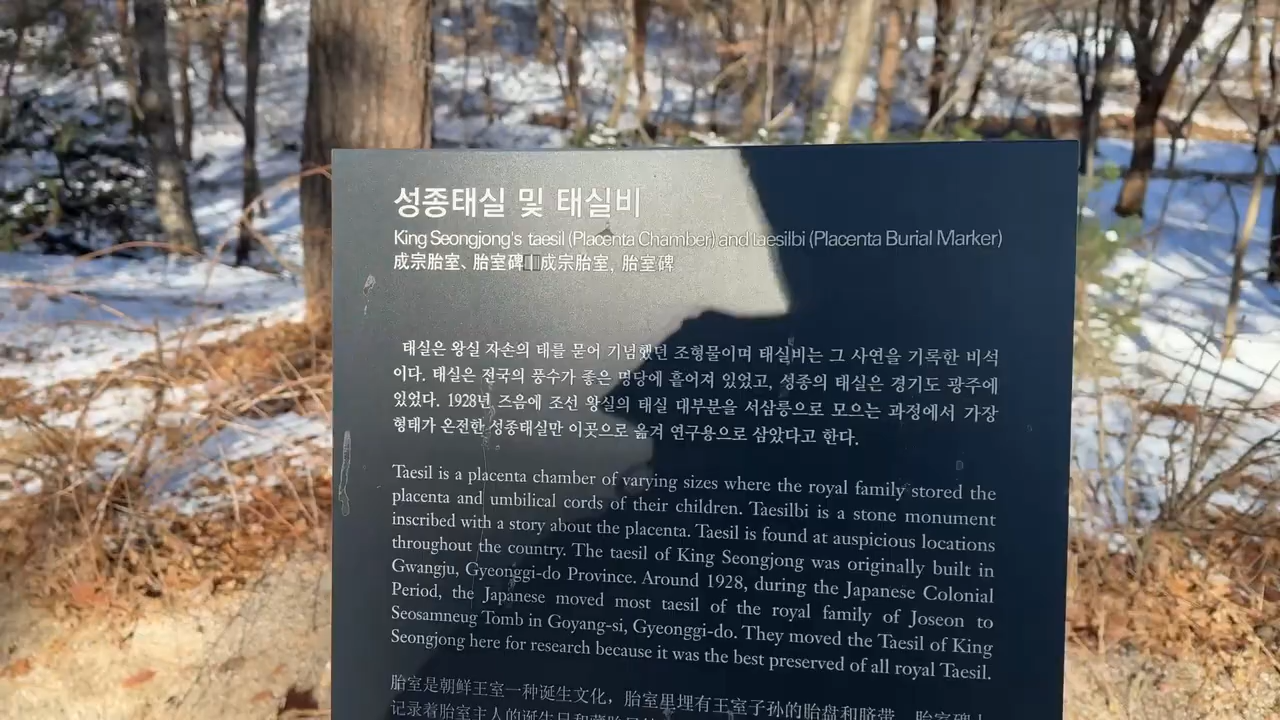 성종태실 및 태실비
King Seongjong's taesil (Placenta Chamber) and taesilbi (Placenta Burial Marker)
成宗胎室、胎室碑 成宗胎室, 胎室碑
태실은 왕실 자손의 태를 묻어 기념했던 조형물이며 태실비는 그 사연을 기록한 비석
이다. 태실은 전국의 풍수가 좋은 명당에 흩어져 있었고, 성종의 태실은 경기도 광주에
있었다. 1928년 즈음에 조선 왕실의 태실 대부분을 서삼릉으로 모으는 과정에서 가장
형태가 온전한 성종태실만 이곳으로 옮겨 연구용으로 삼았다고 한다.
Taesil is a placenta chamber of varying sizes where the royal family stored the
placenta and umbilical cords of their children. Taesilbi is a stone monument
inscribed with a story about the placenta. Taesil is found at auspicious locations
throughout the country. The taesil of King Seongjong was originally built in
Gwangju, Gyeonggi-do Province. Around 1928, during the Japanese Colonial
Period, the Japanese moved most taesil of the royal family of Joseon to
Seosamneug Tomb in Goyang-si, Gyeonggi-do. They moved the Taesil of King
Seongjong here for research because it was the best preserved of all royal Taesil.
胎室是朝鲜王室一种诞生文化，胎室里埋有王室子孙的胎盘和脐带，胎室碑上
记录着胎室主人的诞生日和